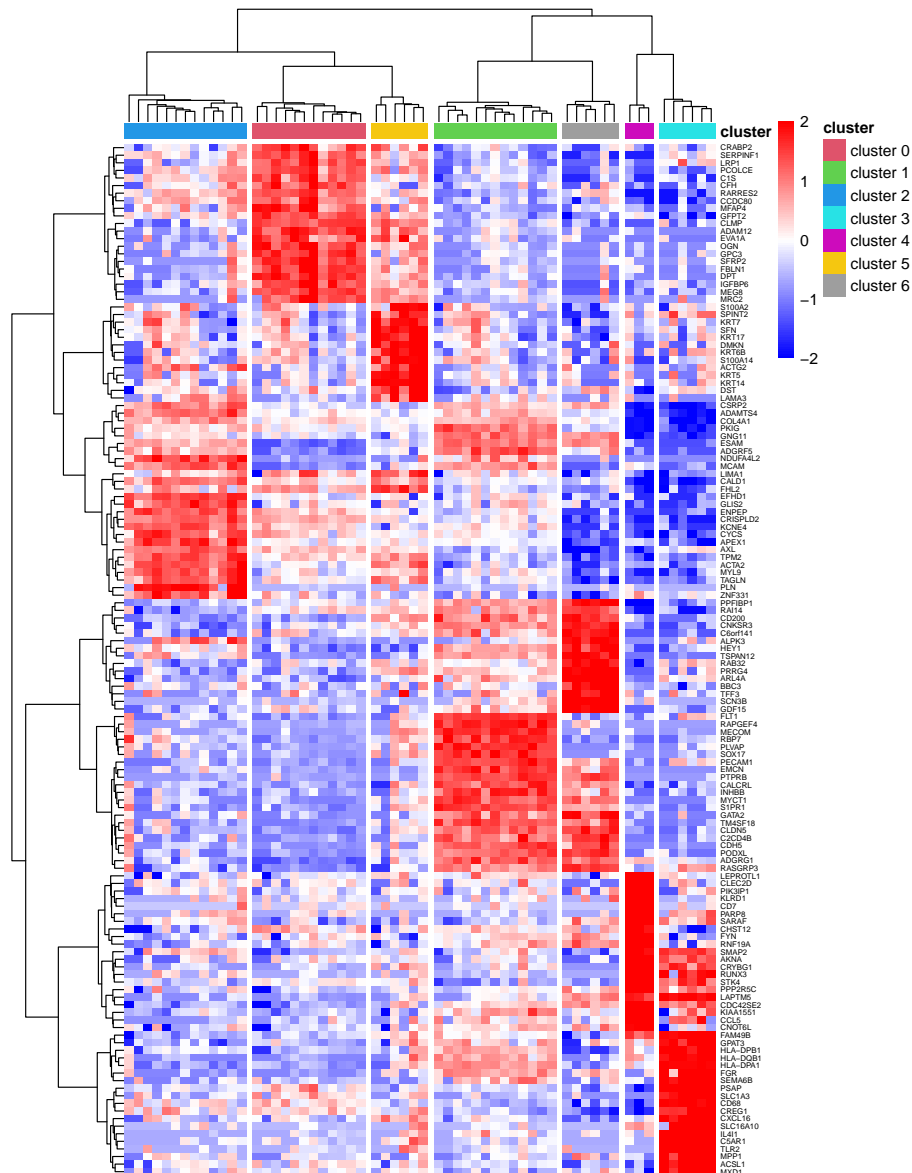 cluster
CRABP2
SERPINF1
LRP1
PCOLCE
C1S
CFH
RARRES2
CCDC80
MFAP4
GFPT2
CLMP
ADAM12
EVA1A
OGN
GPC3
SFRP2
FBLN1
DPT
IGFBP6
MEG8
MRC2
S100A2
SPINT2
KRT7
SFN
KRT17
DMKN
KRT6B
S100A14
ACTG2
KRT5
KRT14
DST
LAMA3
CSRP2
ADAMTS4
COL4A1
PKIG
GNG11
ESAM
ADGRF5
NDUFA4L2
MCAM
LIMA1
CALD1
FHL2
EFHD1
GLIS2
ENPEP
CRISPLD2
KCNE4
CYCS
APEX1
AXL
TPM2
ACTA2
MYL9
TAGLN
PLN
ZNF331
PPFIBP1
RAI14
CD200
CNKSR3
C6orf141
ALPK3
HEY1
TSPAN12
RAB32
PRRG4
ARL4A
BBC3
TFF3
SCN3B
GDF15
FLT1
RAPGEF4
MECOM
RBP7
PLVAP
SOX17
PECAM1
EMCN
PTPRB
CALCRL
INHBB
MYCT1
S1PR1
GATA2
TM4SF18
CLDN5
C2CD4B
CDH5
PODXL
ADGRG1
RASGRP3
LEPROTL1
CLEC2D
PIK3IP1
KLRD1
CD7
PARP8
SARAF
CHST12
FYN
RNF19A
SMAP2
AKNA
CRYBG1
RUNX3
STK4
PPP2R5C
LAPTM5
CDC42SE2
KIAA1551
CCL5
CNOT6L
FAM49B
GPAT3
HLA−DPB1
HLA−DQB1
HLA−DPA1
FGR
SEMA6B
PSAP
SLC1A3
CD68
CREG1
CXCL16
SLC16A10
IL4I1
C5AR1
TLR2
MPP1
ACSL1
MXD1
2
1
0
−1
−2
cluster
cluster 0
cluster 1
cluster 2
cluster 3
cluster 4
cluster 5
cluster 6